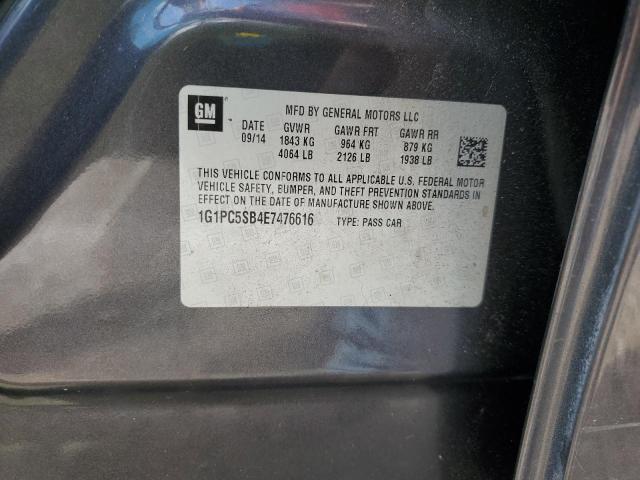 GM
MFD BY GENERAL MOTORS LLC
DATE GVWR GAWR FRT GAWR RR
09/14 1843 KG 964 KG 879 KG
4064 LB 2126 LB 1938 LB
THIS VEHICLE CONFORMS TO ALL APPLICABLE U.S. FEDERAL MOTOR
VEHICLE SAFETY, BUMPER, AND THEFT PREVENTION STANDARDS IN
EFFECT ON THE DATE OF MANUFACTURE SHOWN ABOVE.
1G1PC5SB4E7476616 TYPE: PASS CAR